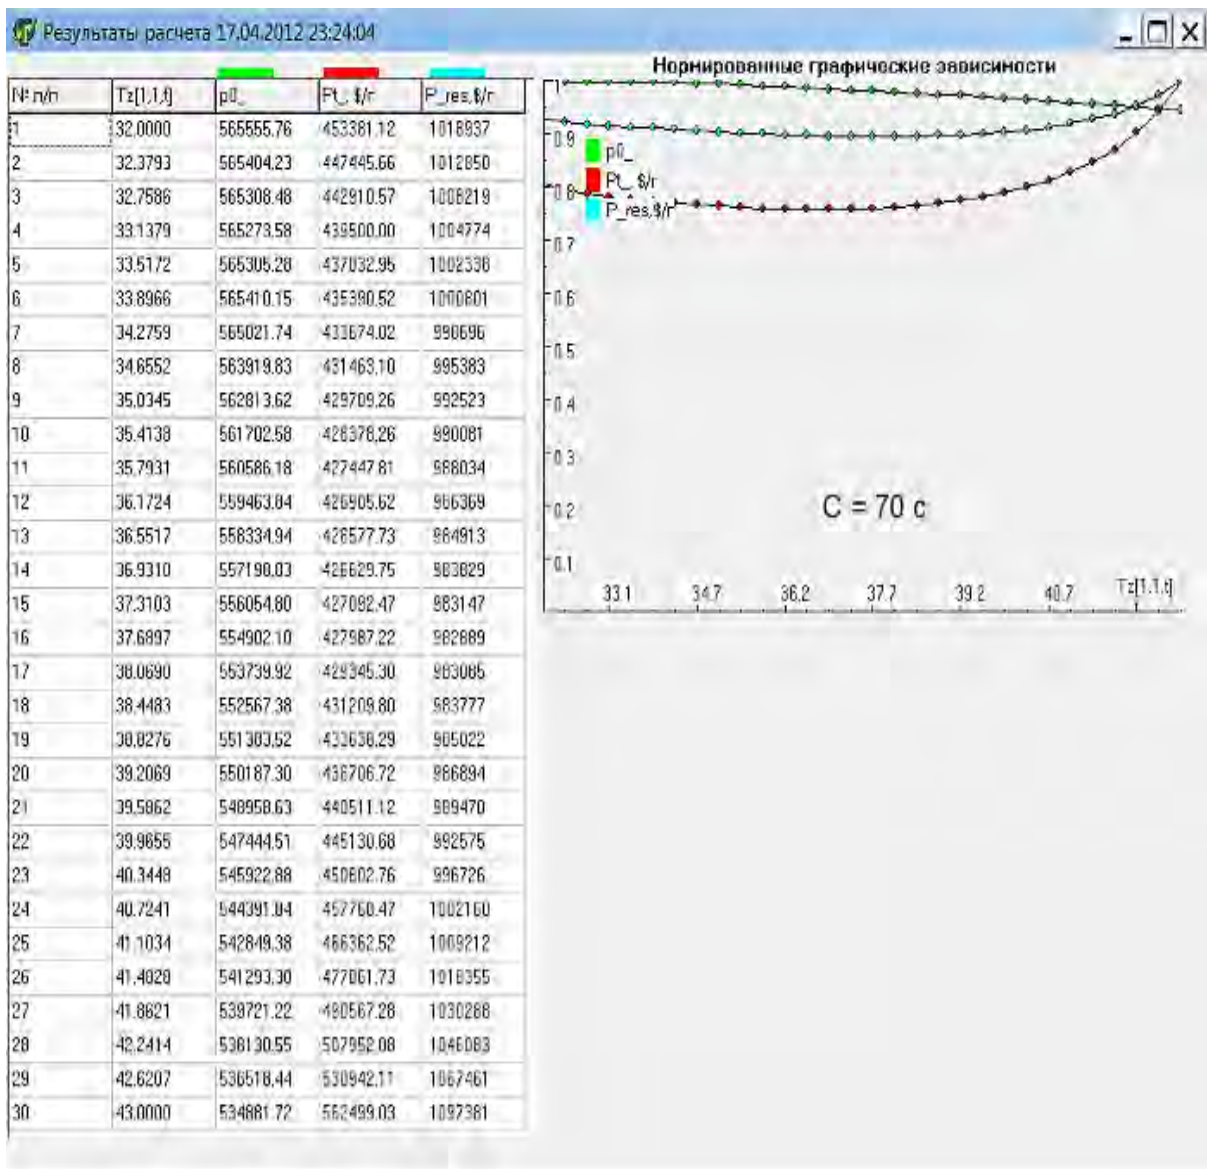 Результаты расчета 17.04.2012 23:24:04
№ п/п Tz[1,1,t] p0_ Pt_, $/г P_res,$/г
1 32.0000 565555.76 453381.12 1018937
2 32.3793 565404.23 447445.66 1012850
3 32.7586 565308.48 442910.57 1008219
4 33.1379 565273.58 439500.00 1004774
5 33.5172 565305.28 437032.95 1002338
6 33.8966 565410.15 435390.52 1000801
7 34.2759 565021.74 433674.02 998696
8 34.6552 563919.83 431463.10 995383
9 35.0345 562813.62 429709.26 992523
10 35.4138 561702.58 428378.26 990081
11 35.7931 560586.18 427447.81 988034
12 36.1724 559463.84 426905.62 986369
13 36.5517 558334.94 426577.73 984913
14 36.9310 557198.83 426629.75 983829
15 37.3103 556054.80 427092.47 983147
16 37.6897 554902.10 427987.22 982889
17 38.0690 553739.92 429345.30 983085
18 38.4483 552567.38 431209.80 983777
19 38.8276 551383.52 433638.29 985022
20 39.2069 550187.30 436706.72 986894
21 39.5862 548958.63 440511.12 989470
22 39.9655 547444.51 445130.68 992575
23 40.3448 545922.88 450802.76 996726
24 40.7241 544391.84 457768.47 1002160
25 41.1034 542849.38 466362.52 1009212
26 41.4828 541293.30 477061.73 1018355
27 41.8621 539721.22 490567.28 1030288
28 42.2414 538130.55 507952.08 1046083
29 42.6207 536518.44 530942.11 1067461
30 43.0000 534881.72 562499.03 1097381
Нормированные графические зависимости
1
0.9
p0_
Pt_, $/г
0.8
P_res,$/г
0.7
0.6
0.5
0.4
0.3
C = 70 c
0.2
0.1
33.1 34.7 36.2 37.7 39.2 40.7 Tz[1,1,t]